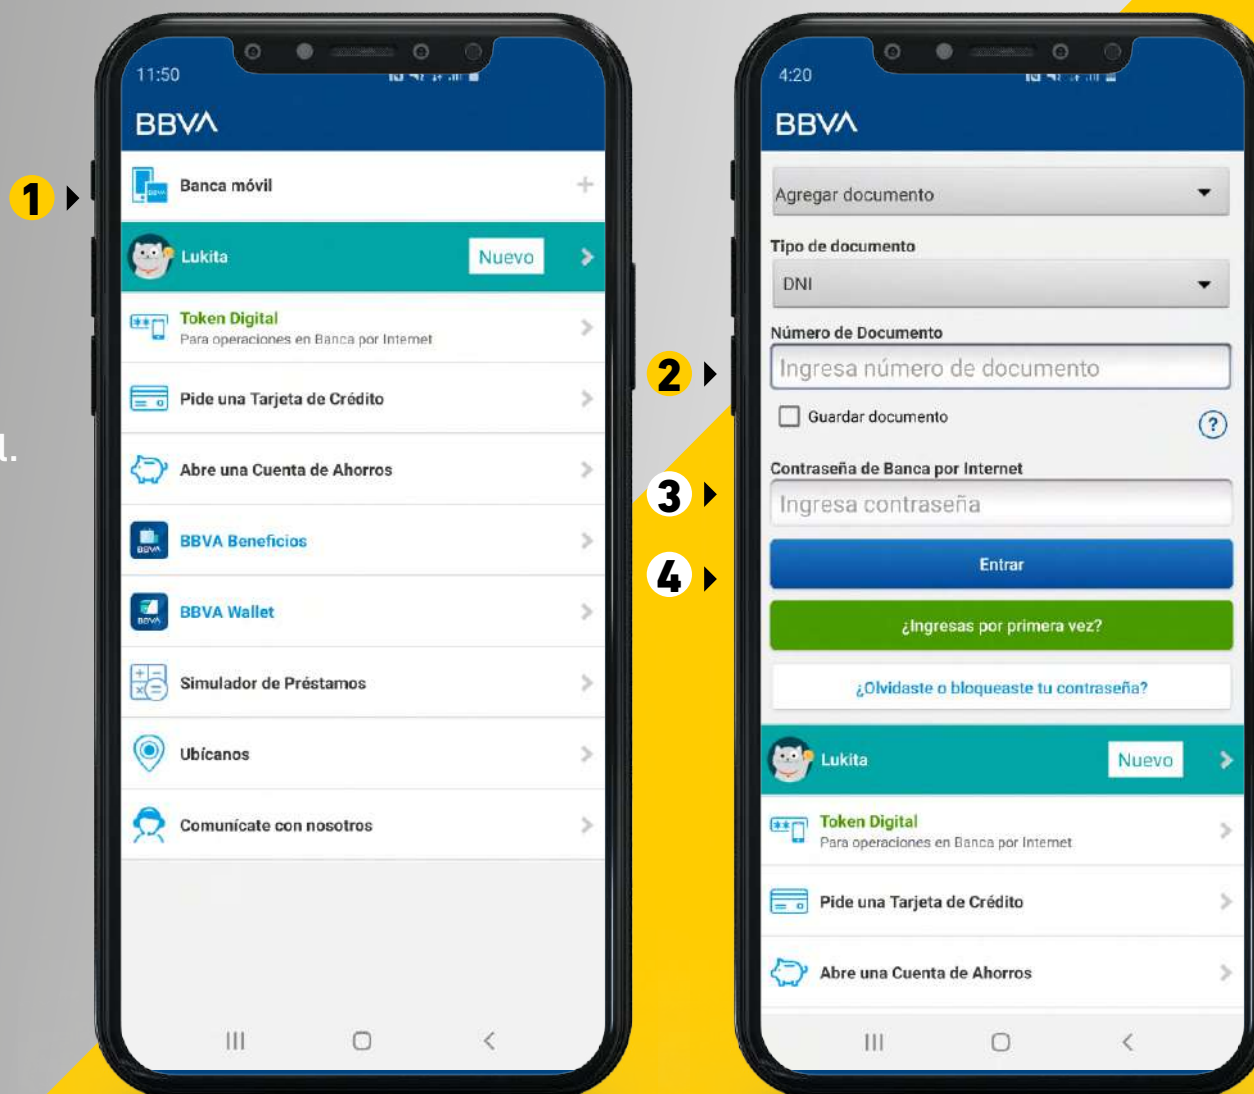 11:50
BBVA
1
Banca móvil
Lukita
Nuevo
Token Digital
Para operaciones en Banca por Internet
Pide una Tarjeta de Crédito
Abre una Cuenta de Ahorros
BBVA Beneficios
BBVA Wallet
Simulador de Préstamos
Ubícanos
Comunícate con nosotros
4:20
BBVA
Agregar documento
Tipo de documento
DNI
Número de Documento
2
Ingresa número de documento
Guardar documento
?
Contraseña de Banca por Internet
3
Ingresa contraseña
4
Entrar
¿Ingresas por primera vez?
¿Olvidaste o bloqueaste tu contraseña?
Lukita
Nuevo
Token Digital
Para operaciones en Banca por Internet
Pide una Tarjeta de Crédito
Abre una Cuenta de Ahorros